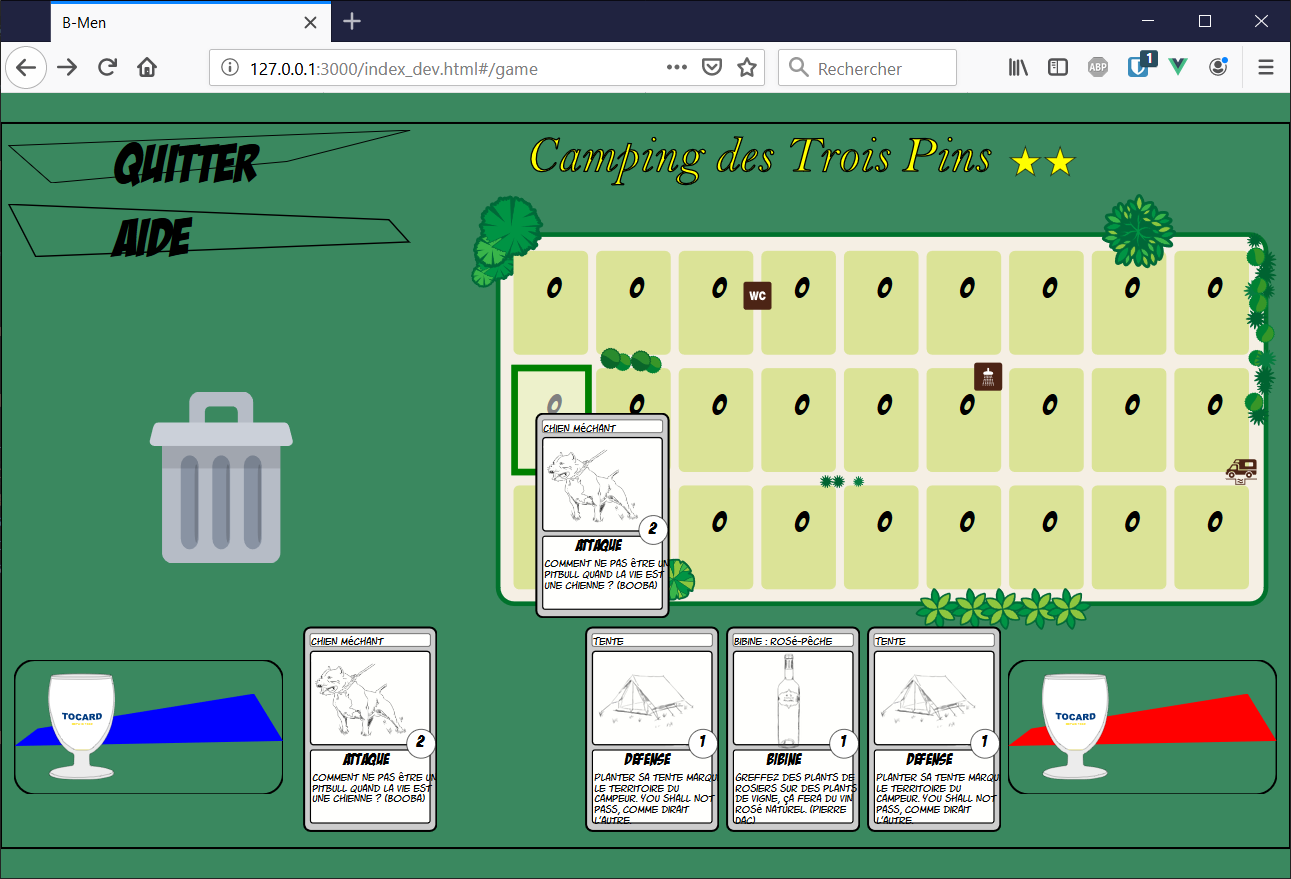 B-Men
127.0.0.1:3000/index_dev.html#/game
Rechercher
ABP
1
QUITTER
AIDE
Camping des Trois Pins ★★
0 0 0 0 0 0 0 0 0
WC
0 0 0 0 0 0 0 0 0
CHIEN MÉCHANT
2
ATTAQUE
COMMENT NE PAS ÊTRE UN
PITBULL QUAND LA VIE EST
UNE CHIENNE ? (BOOBA)
0 0 0 0 0 0 0
TOCARD
CHIEN MÉCHANT
2
ATTAQUE
COMMENT NE PAS ÊTRE UN
PITBULL QUAND LA VIE EST
UNE CHIENNE ? (BOOBA)
TENTE
1
DEFENSE
PLANTER SA TENTE MARQU
LE TERRITOIRE DU
CAMPEUR. YOU SHALL NOT
PASS, COMME DIRAIT
L'AUTRE.
BIBINE : ROSÉ-PÊCHE
1
BIBINE
GREFFEZ DES PLANTS DE
ROSIERS SUR DES PLANTS
DE VIGNE, ÇA FERA DU VIN
ROSÉ NATUREL. (PIERRE
DAC)
TENTE
1
DEFENSE
PLANTER SA TENTE MARQU
LE TERRITOIRE DU
CAMPEUR. YOU SHALL NOT
PASS, COMME DIRAIT
L'AUTRE.
TOCARD